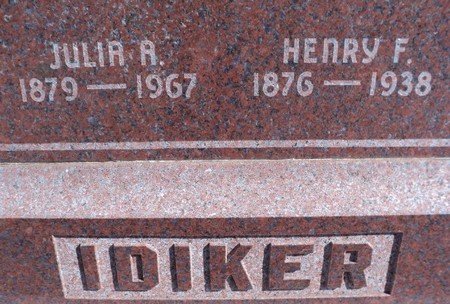 JULIA A. HENRY F.
1879 — 1967 1876 — 1938
IDIKER